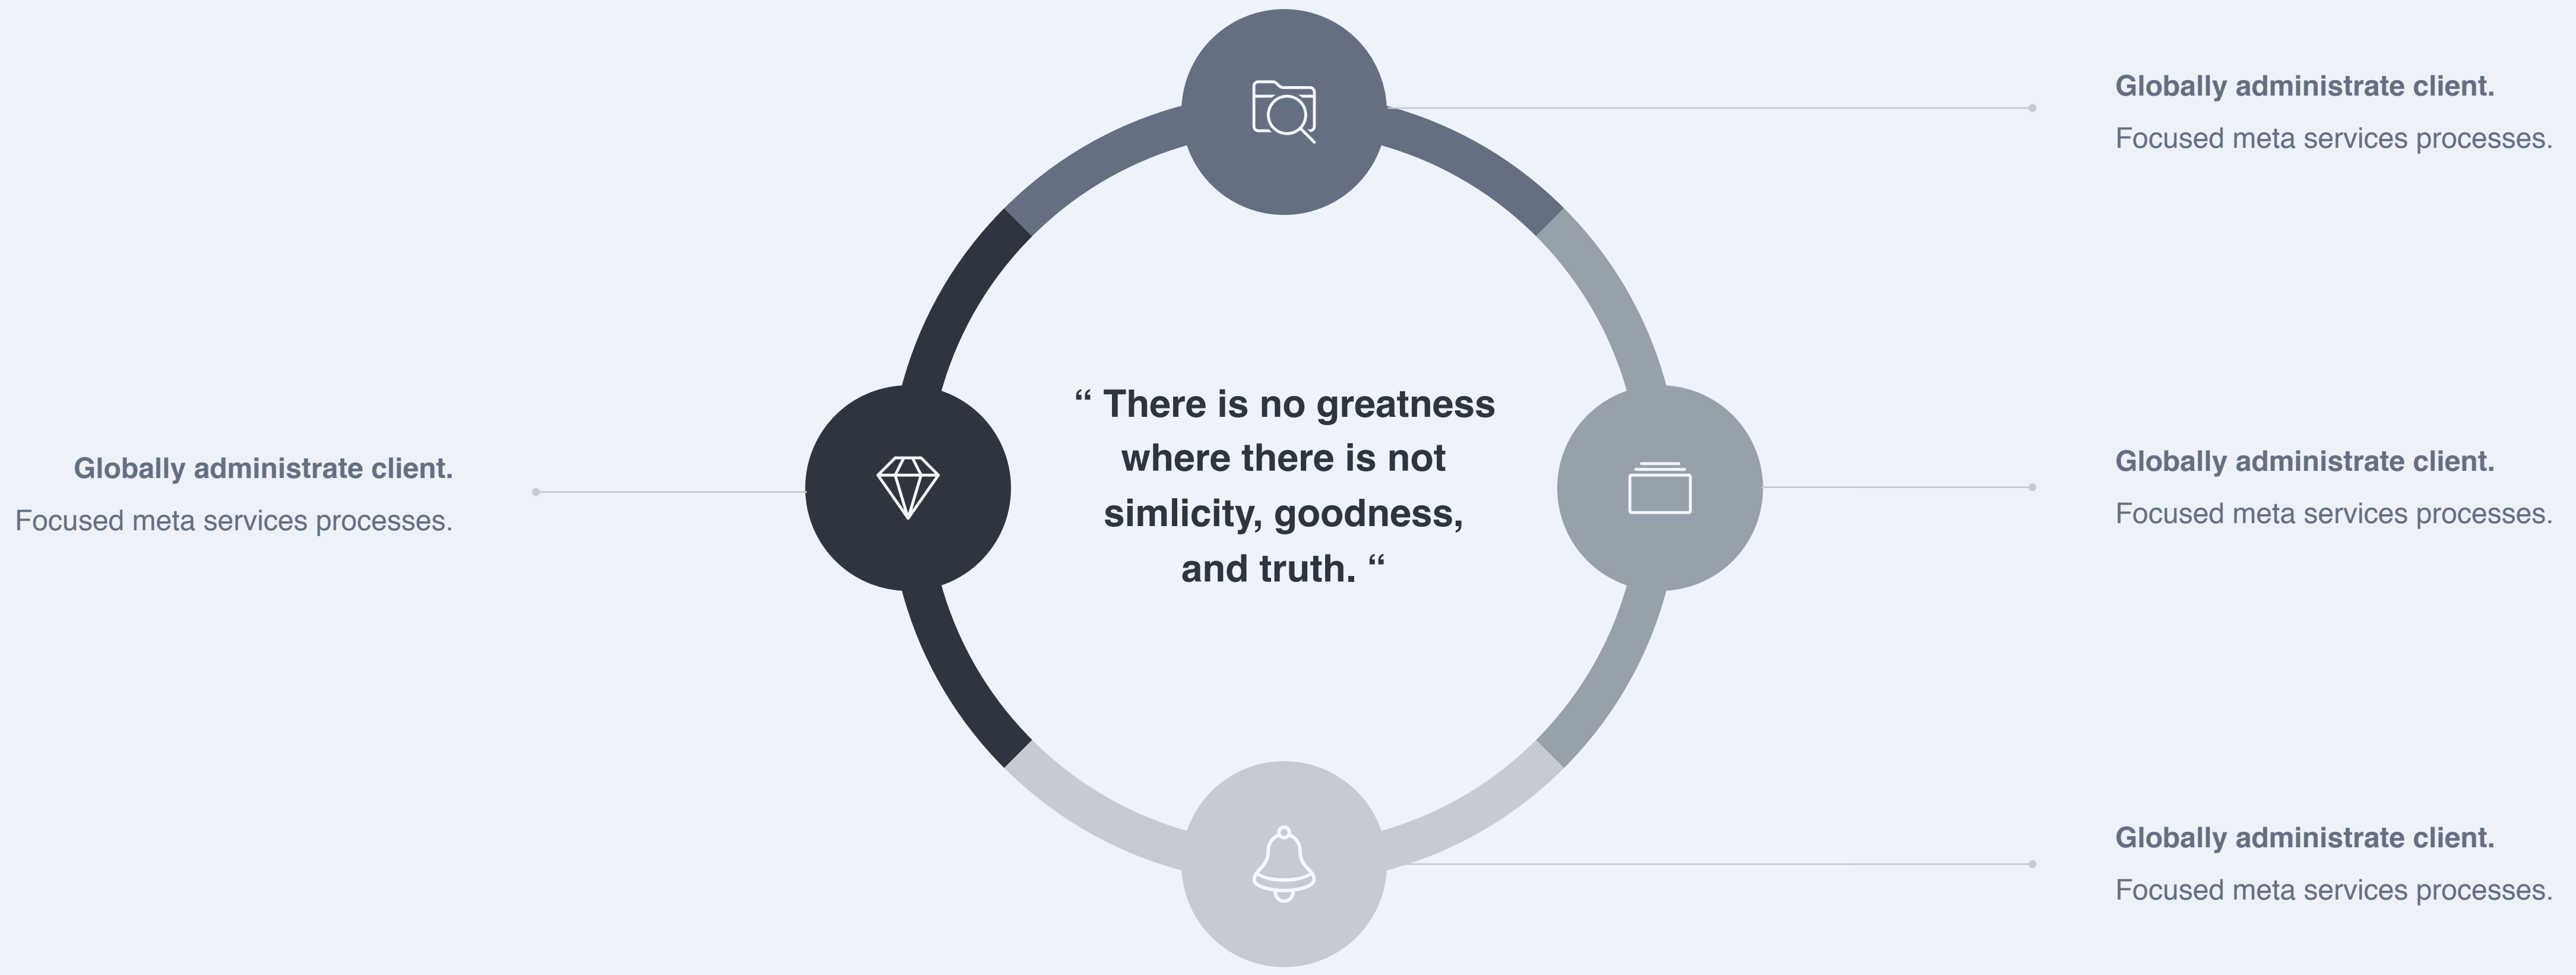 Globally administrate client.
Focused meta services processes.
“ There is no greatness
where there is not
simlicity, goodness,
and truth. “
Globally administrate client.
Focused meta services processes.
Globally administrate client.
Focused meta services processes.
Globally administrate client.
Focused meta services processes.